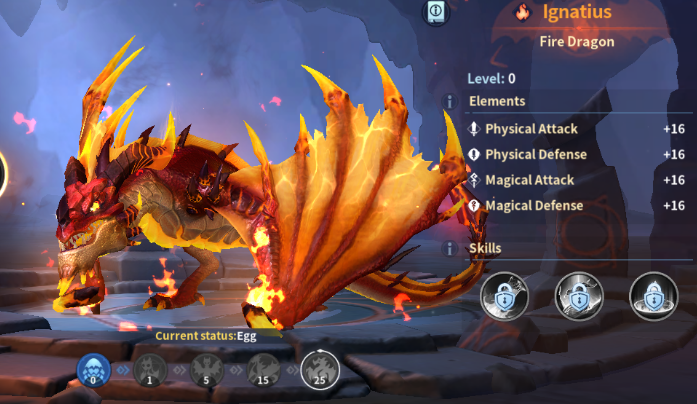 Ignatius
Fire Dragon
Level: 0
Elements
Physical Attack +16
Physical Defense +16
Magical Attack +16
Magical Defense +16
Skills
Current status:Egg
0 1 5 15 25